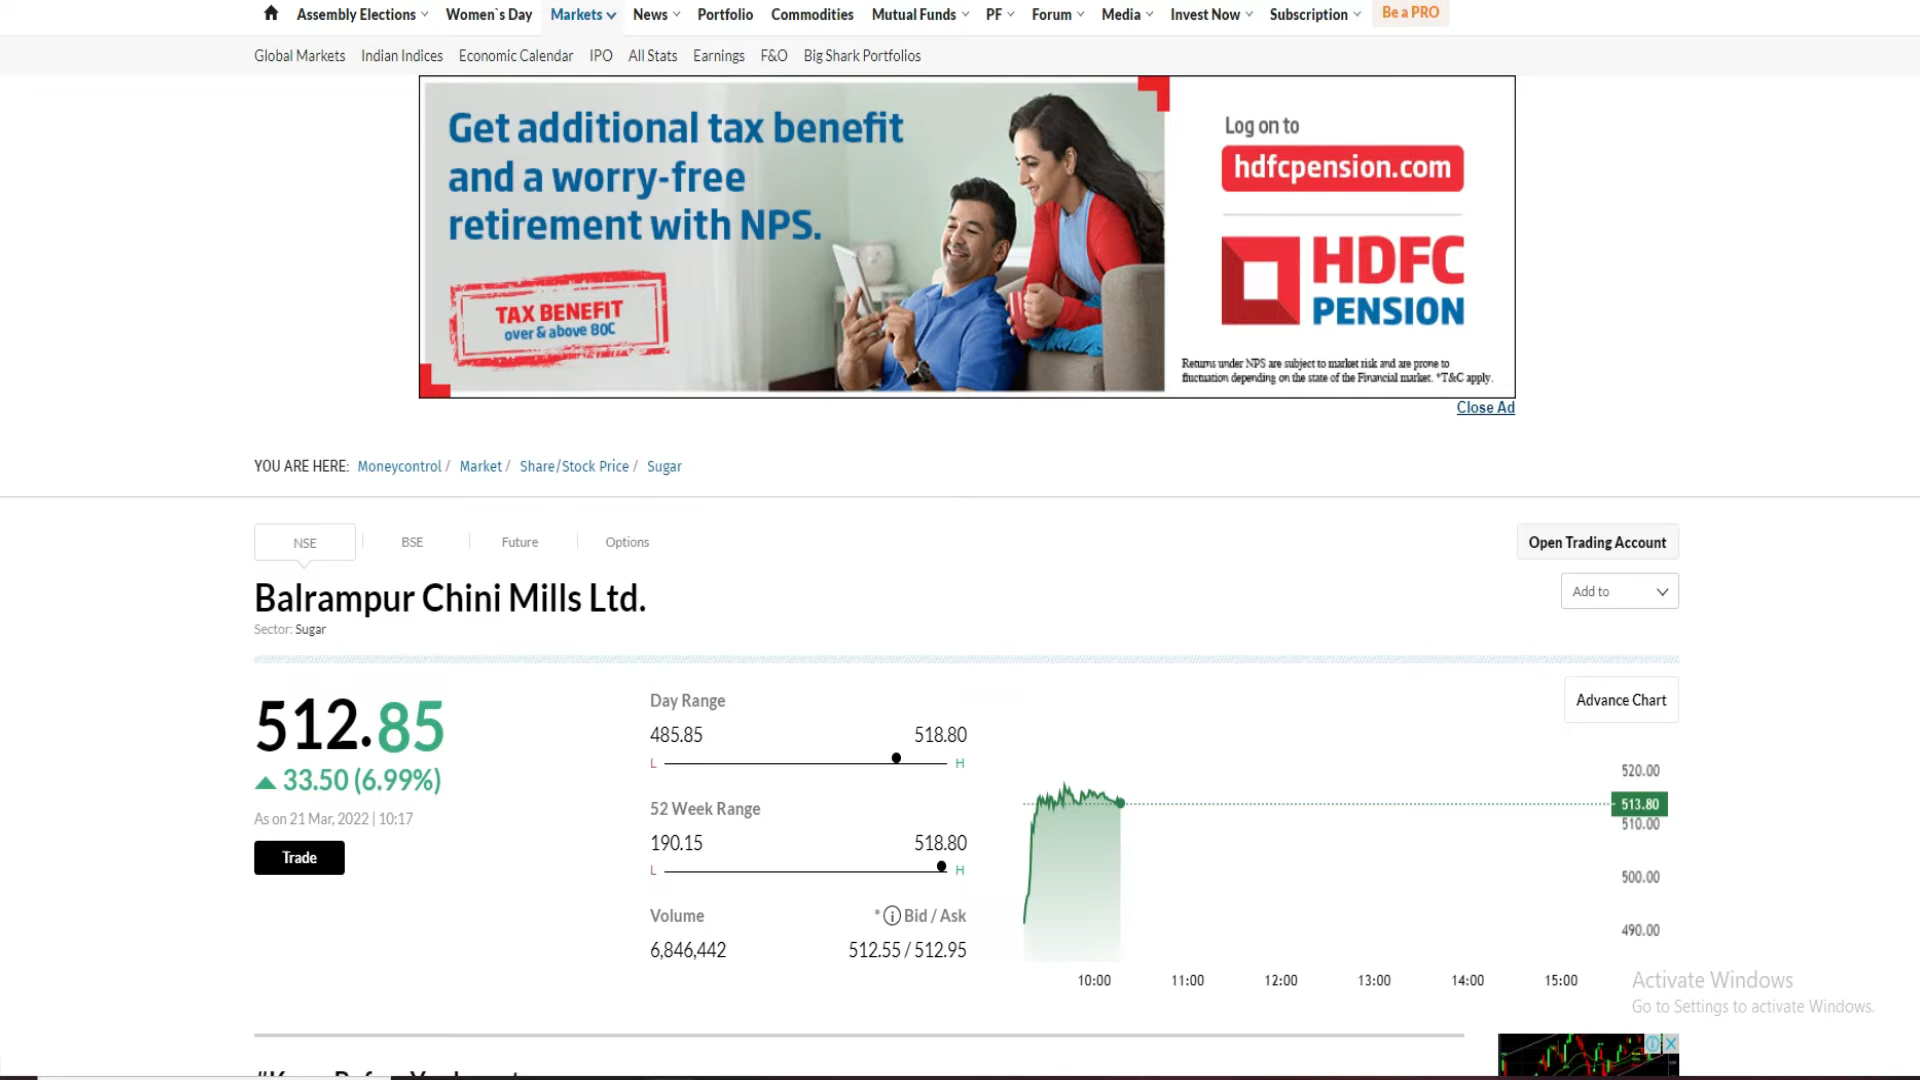 Assembly Elections Women`s Day Markets News Portfolio Commodities Mutual Funds PF Forum Media Invest Now Subscription Be a PRO
Global Markets Indian Indices Economic Calendar IPO All Stats Earnings F&O Big Shark Portfolios
Get additional tax benefit
and a worry-free
retirement with NPS.
TAX BENEFIT
over & above 80C
Log on to
hdfcpension.com
HDFC
PENSION
Returns under NPS are subject to market risk and are prone to
fluctuation depending on the state of the Financial market. *T&C apply.
Close Ad
YOU ARE HERE: Moneycontrol / Market / Share/Stock Price / Sugar
NSE BSE Future Options
Open Trading Account
Balrampur Chini Mills Ltd.
Add to
Sector: Sugar
512.85
33.50 (6.99%)
As on 21 Mar, 2022 | 10:17
Trade
Day Range
485.85 518.80
L H
52 Week Range
190.15 518.80
L H
Volume * Bid / Ask
6,846,442 512.55 / 512.95
Advance Chart
520.00
513.80
510.00
500.00
490.00
10:00 11:00 12:00 13:00 14:00 15:00
Activate Windows
Go to Settings to activate Windows.